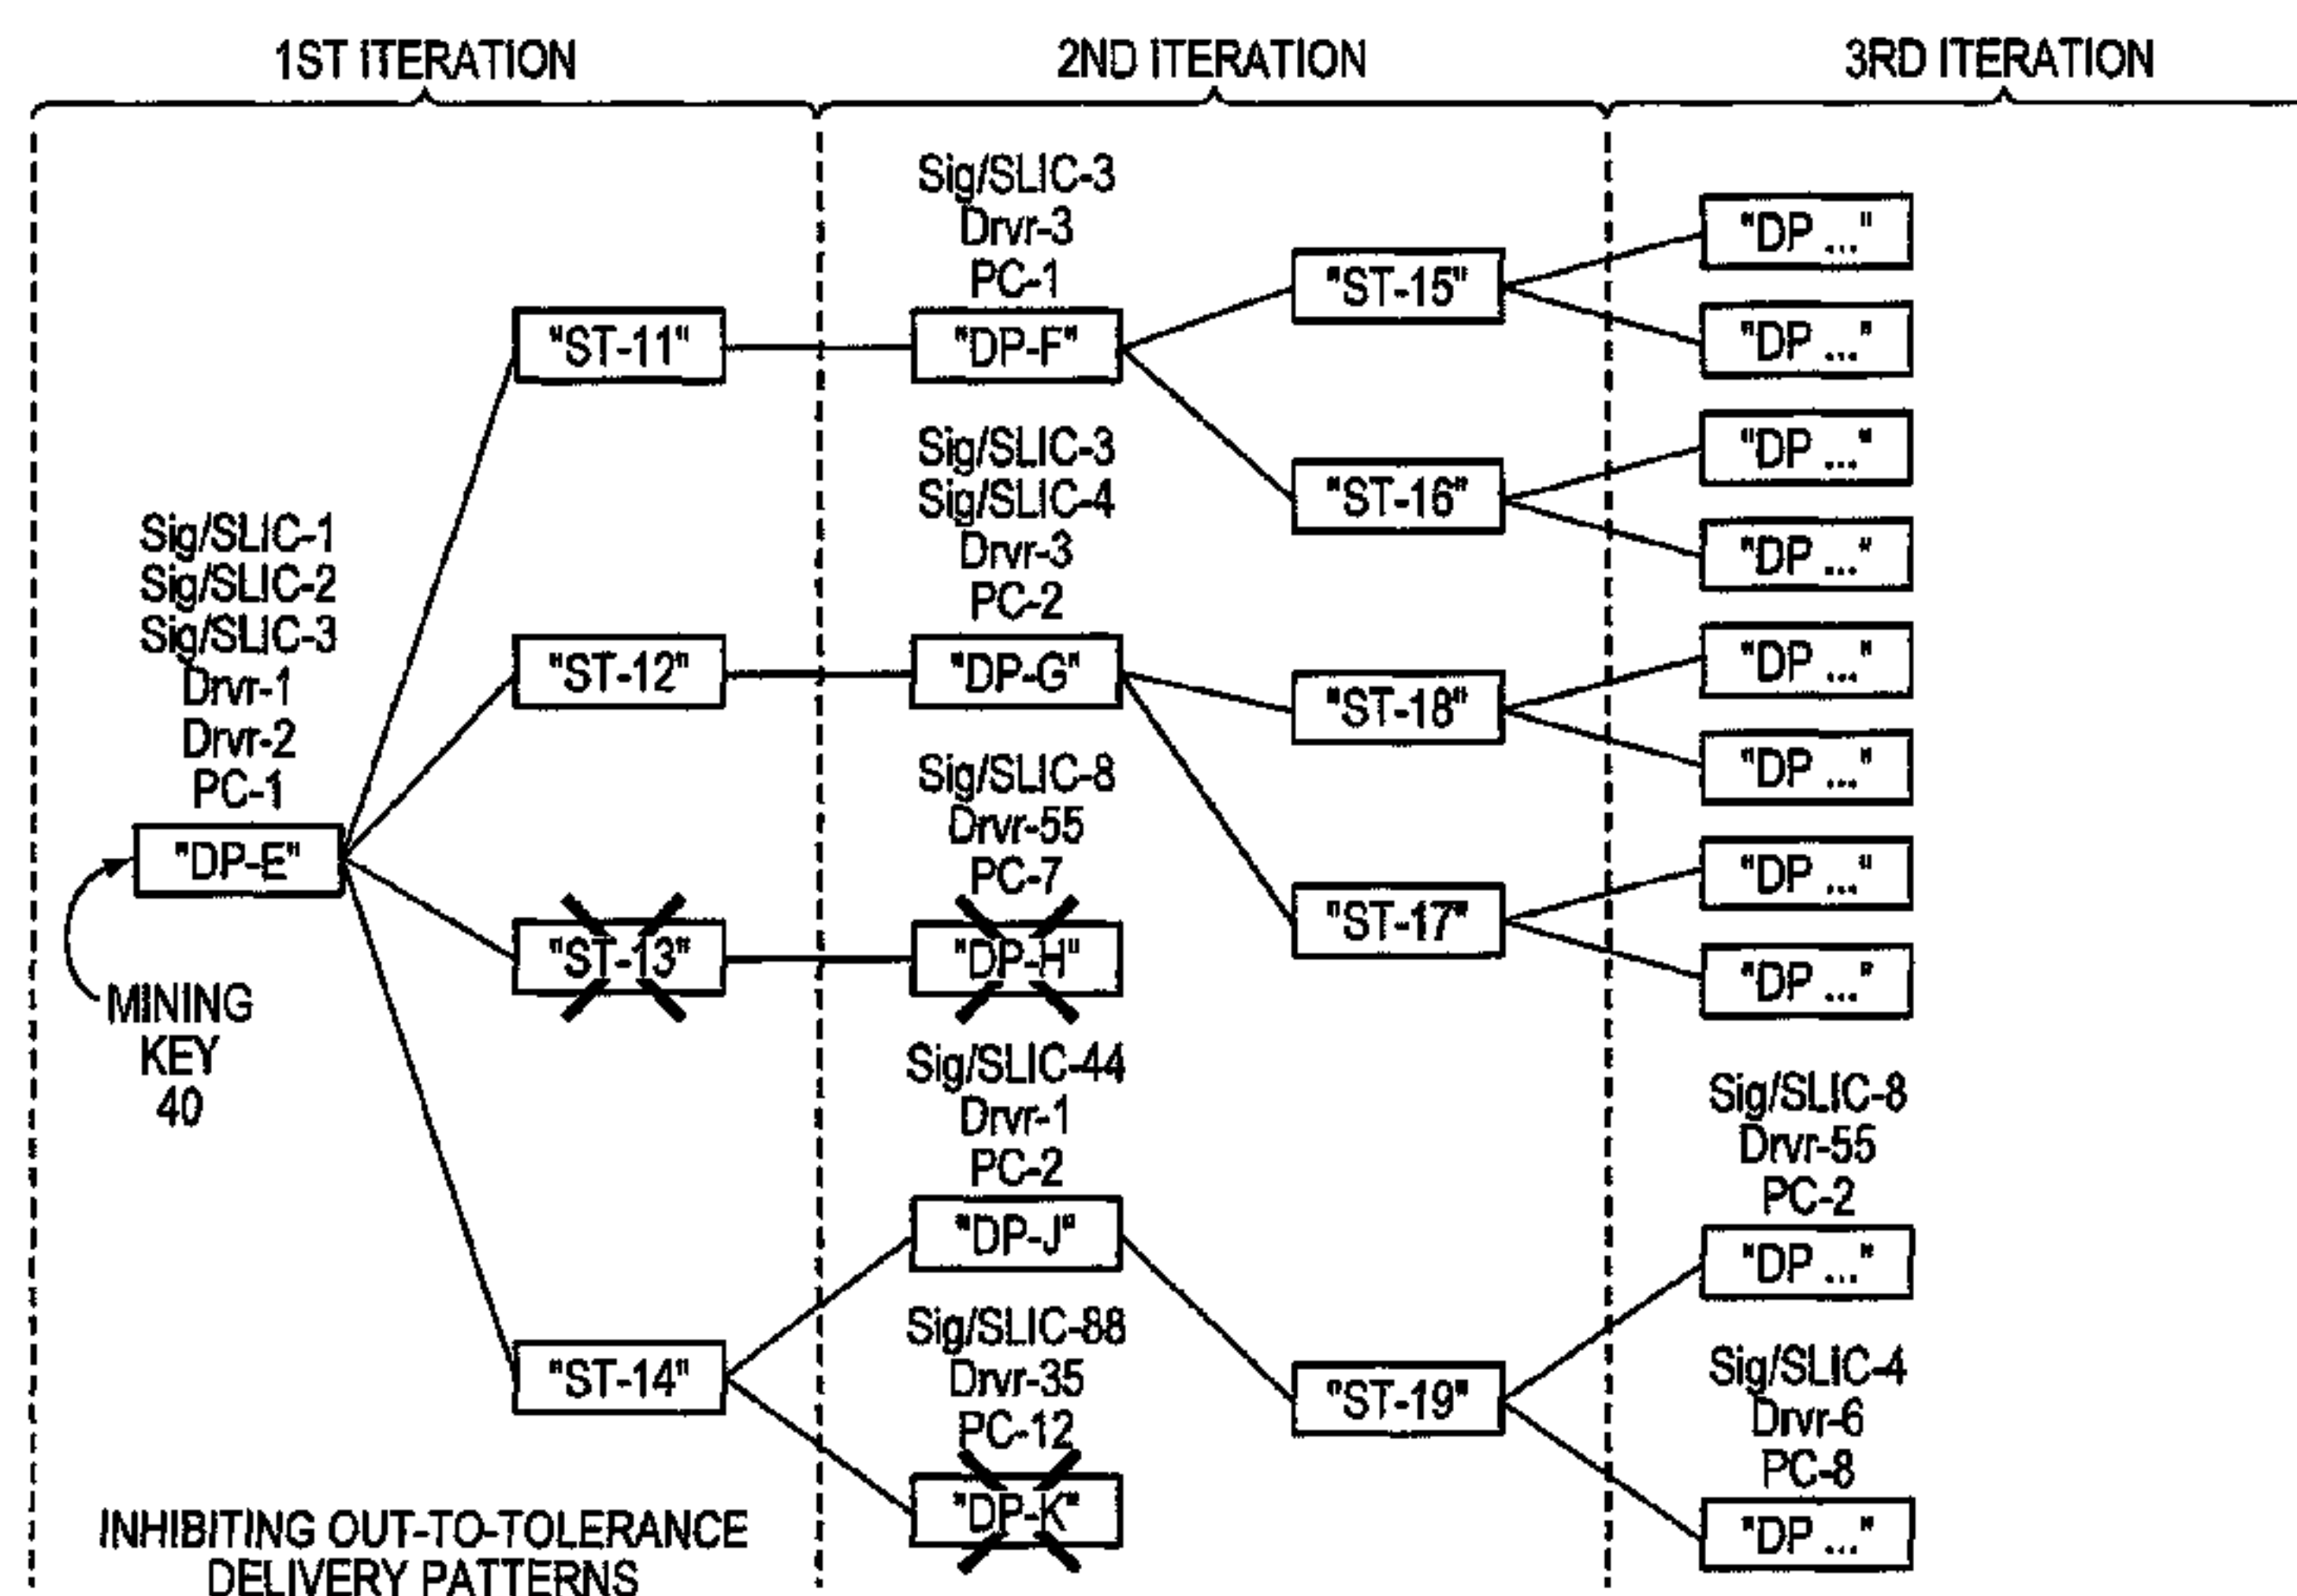 1ST ITERATION
2ND ITERATION
3RD ITERATION
Sig/SLIC-1
Sig/SLIC-2
Sig/SLIC-3
Drvr-1
Drvr-2
PC-1
"DP-E"
MINING
KEY
40
"ST-11"
"ST-12"
"ST-13"
"ST-14"
INHIBITING OUT-TO-TOLERANCE
DELIVERY PATTERNS
Sig/SLIC-3
Drvr-3
PC-1
"DP-F"
Sig/SLIC-3
Sig/SLIC-4
Drvr-3
PC-2
"DP-G"
Sig/SLIC-8
Drvr-55
PC-7
"DP-H"
Sig/SLIC-44
Drvr-1
PC-2
"DP-J"
Sig/SLIC-88
Drvr-35
PC-12
"DP-K"
"ST-15"
"ST-16"
"ST-18"
"ST-17"
"ST-19"
"DP ..."
"DP ..."
"DP ..."
"DP ..."
"DP ..."
"DP ..."
"DP ..."
"DP ..."
Sig/SLIC-8
Drvr-55
PC-2
"DP ..."
Sig/SLIC-4
Drvr-6
PC-8
"DP ..."